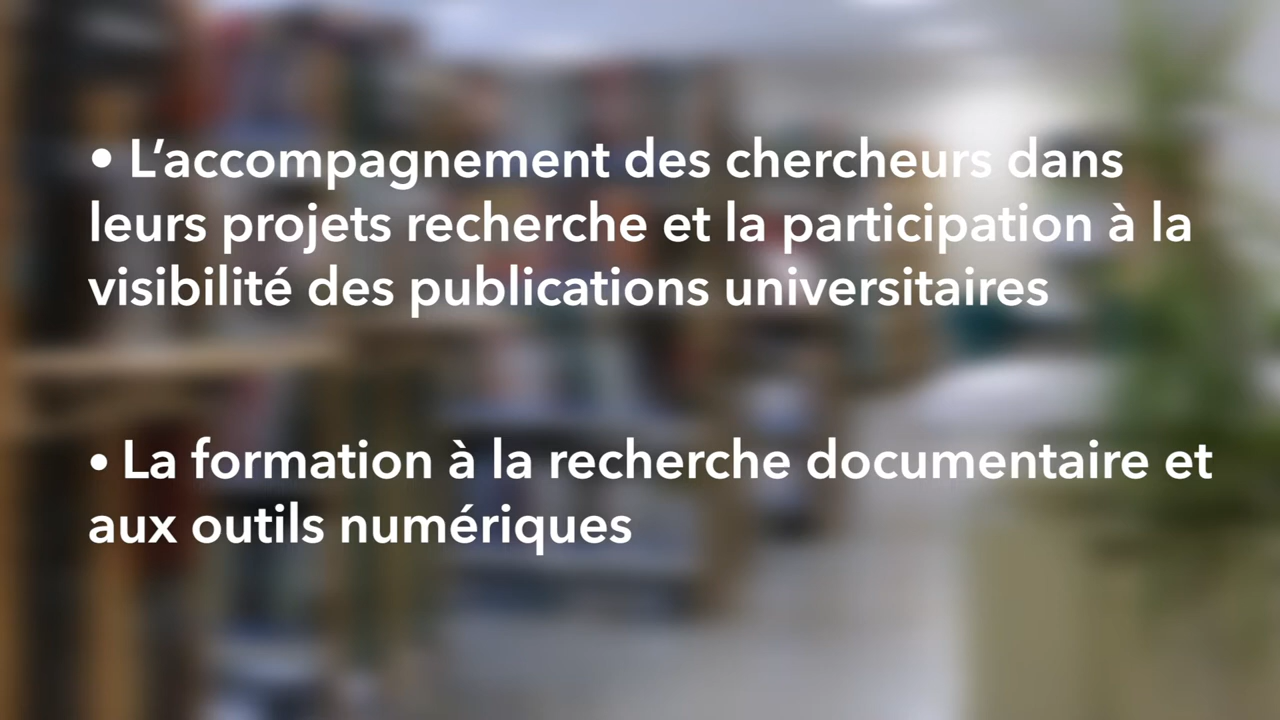 • L’accompagnement des chercheurs dans
leurs projets recherche et la participation à la
visibilité des publications universitaires
• La formation à la recherche documentaire et
aux outils numériques